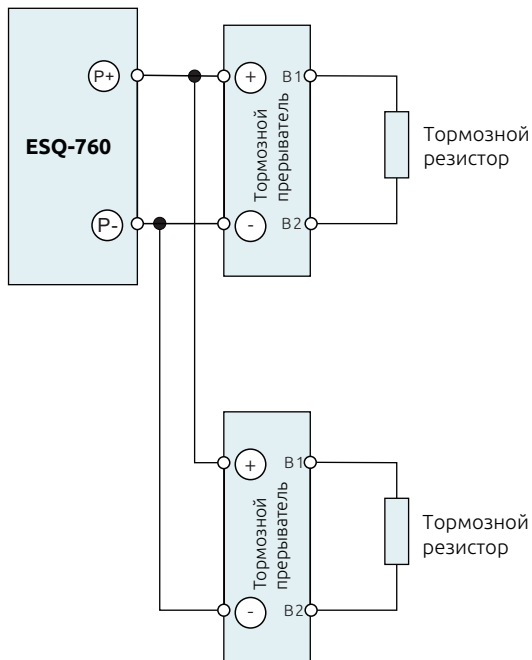 P+
ESQ-760
P-
+
B1
Тормозной
прерыватель
-
B2
Тормозной
резистор
+
B1
Тормозной
прерыватель
-
B2
Тормозной
резистор